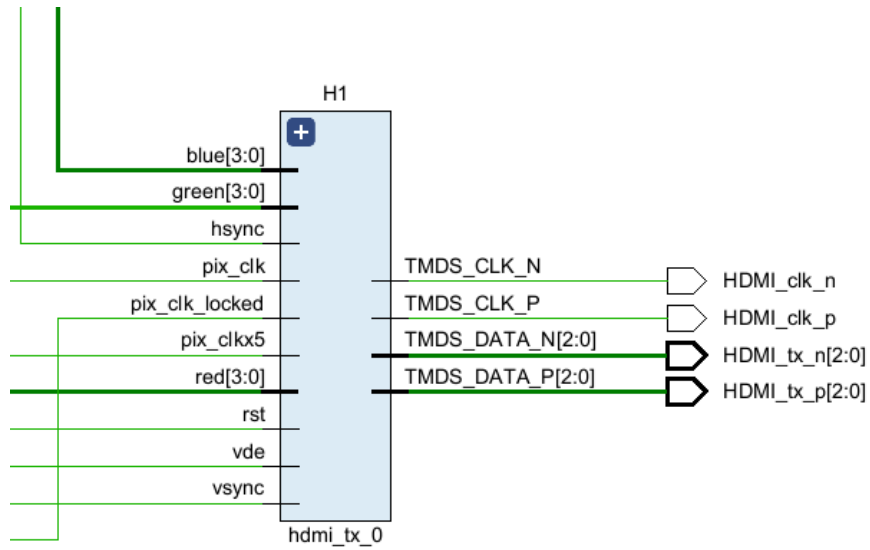 H1
blue[3:0]
green[3:0]
hsync
pix_clk
pix_clk_locked
pix_clkx5
red[3:0]
rst
vde
vsync
TMDS_CLK_N
TMDS_CLK_P
TMDS_DATA_N[2:0]
TMDS_DATA_P[2:0]
HDMI_clk_n
HDMI_clk_p
HDMI_tx_n[2:0]
HDMI_tx_p[2:0]
hdmi_tx_0